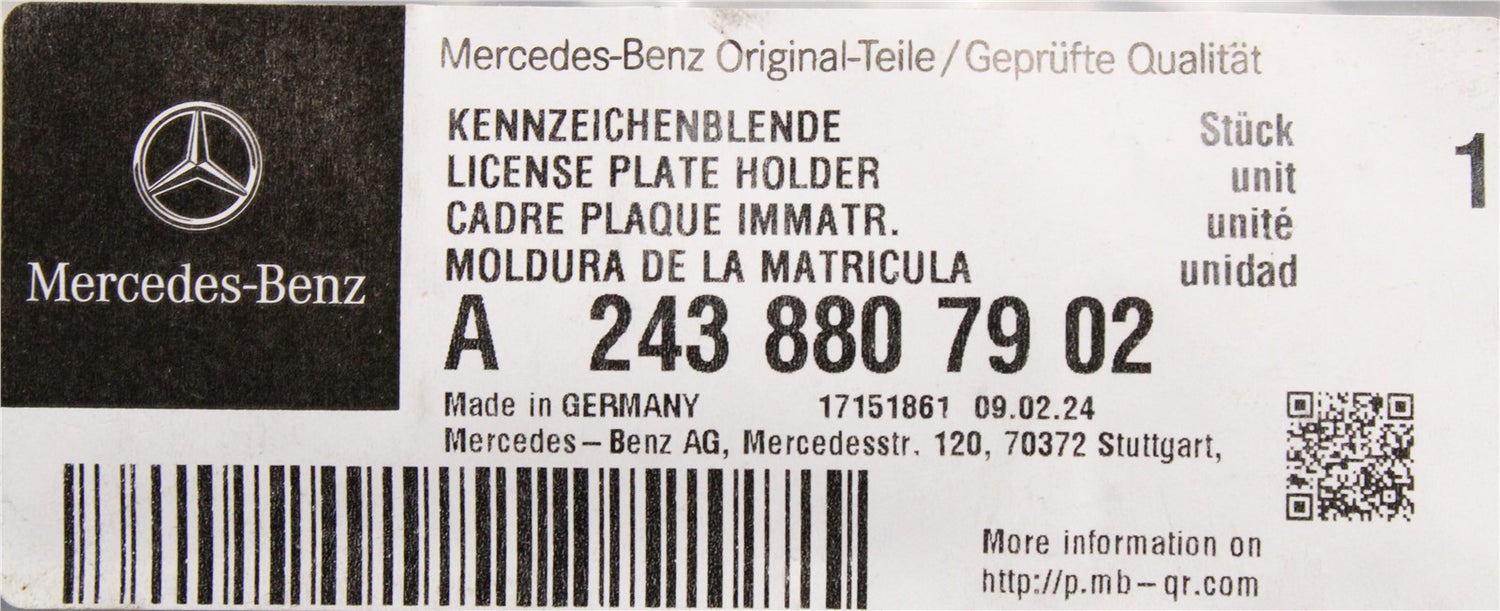 Mercedes-Benz
Mercedes-Benz Original-Teile/Geprüfte Qualität
KENNZEICHENBLENDE Stück 1
LICENSE PLATE HOLDER unit
CADRE PLAQUE IMMATR. unité
MOLDURA DE LA MATRICULA unidad
A 243 880 79 02
Made in GERMANY 17151861 09.02.24
Mercedes-Benz AG, Mercedesstr. 120, 70372 Stuttgart,
More information on
http://p.mb-qr.com